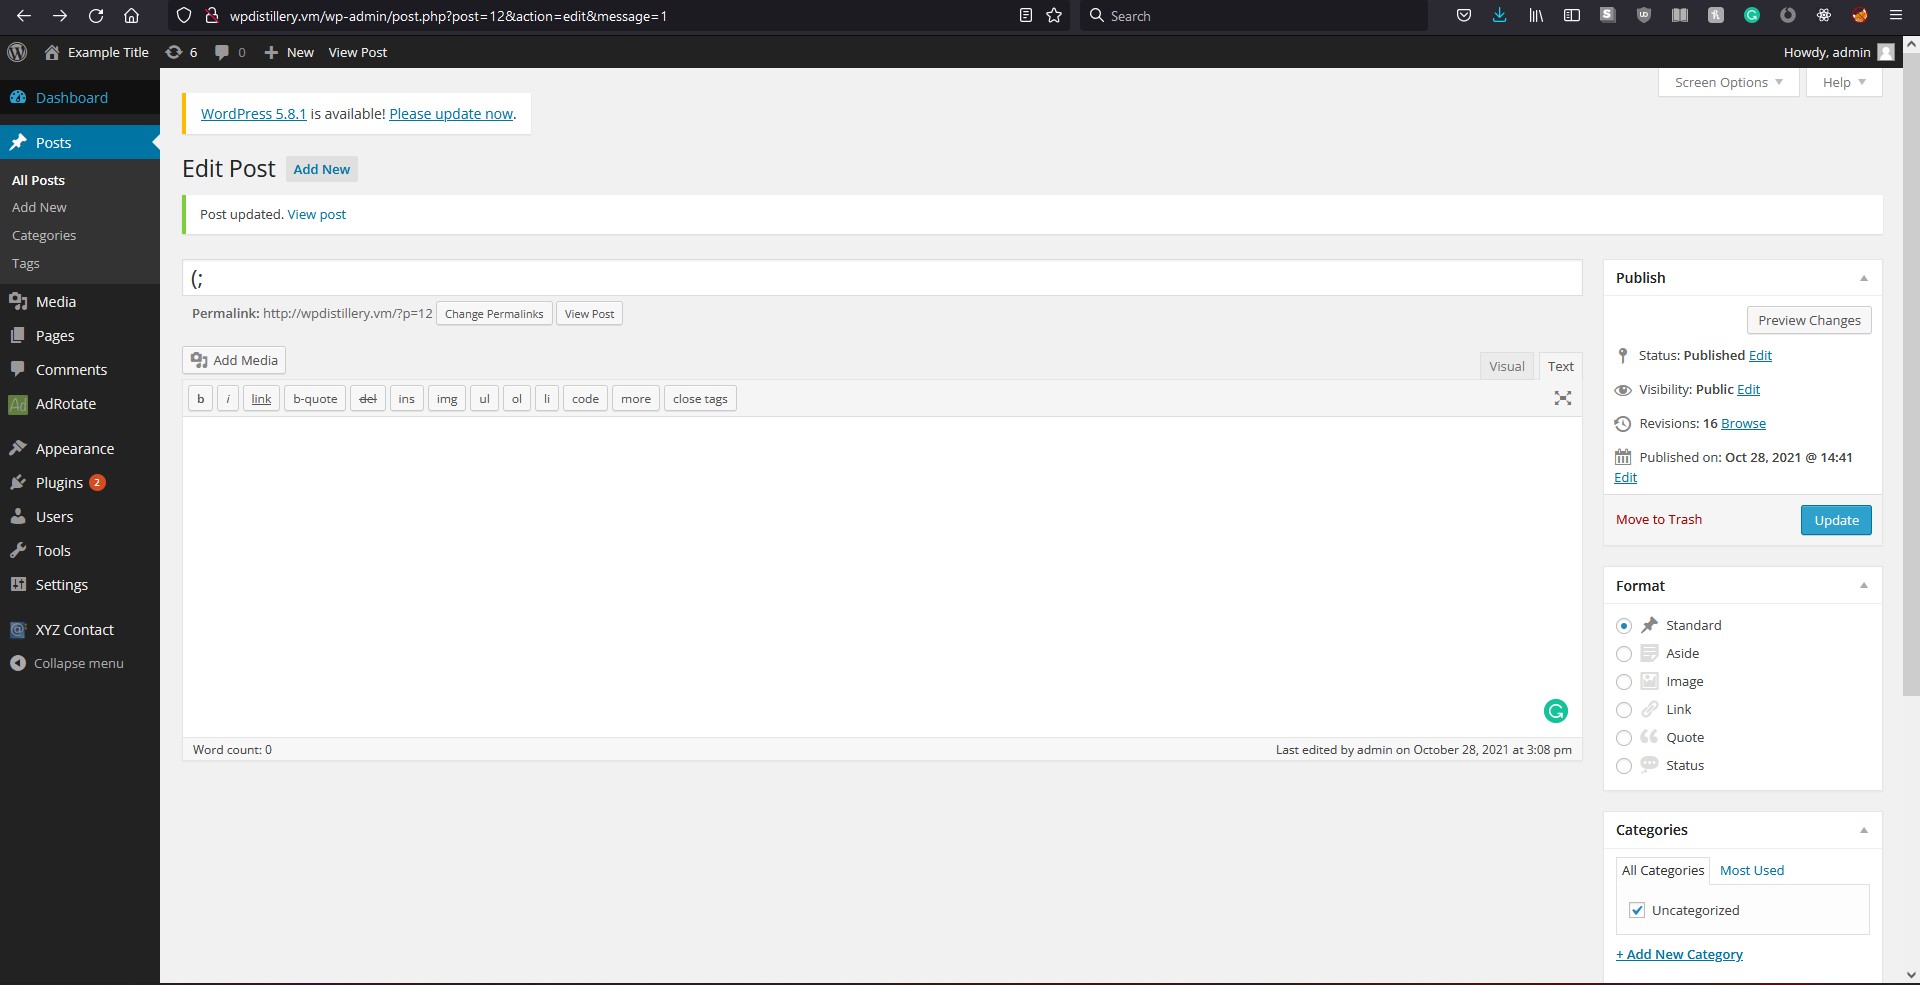 wpdistillery.vm/wp-admin/post.php?post=12&action=edit&message=1
Search
Example Title
6
0
New
View Post
Howdy, admin
Dashboard
Posts
All Posts
Add New
Categories
Tags
Media
Pages
Comments
AdRotate
Appearance
Plugins 2
Users
Tools
Settings
XYZ Contact
Collapse menu
Screen Options
Help
WordPress 5.8.1 is available! Please update now.
Edit Post Add New
Post updated. View post
(;
Permalink: http://wpdistillery.vm/?p=12 Change Permalinks View Post
Add Media
Visual Text
b i link b-quote del ins img ul ol li code more close tags
Word count: 0
Last edited by admin on October 28, 2021 at 3:08 pm
Publish
Preview Changes
Status: Published Edit
Visibility: Public Edit
Revisions: 16 Browse
Published on: Oct 28, 2021 @ 14:41
Edit
Move to Trash Update
Format
Standard
Aside
Image
Link
Quote
Status
Categories
All Categories Most Used
Uncategorized
+ Add New Category